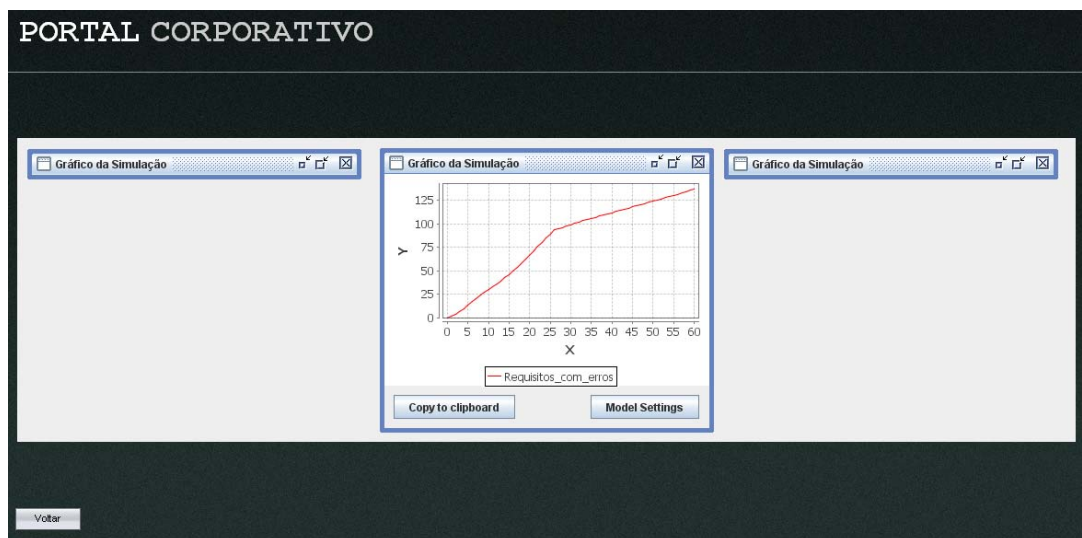 PORTAL CORPORATIVO
Gráfico da Simulação
Gráfico da Simulação
125
100
75
50
25
0
Y
0 5 10 15 20 25 30 35 40 45 50 55 60
X
Requisitos_com_erros
Copy to clipboard
Model Settings
Gráfico da Simulação
Voltar